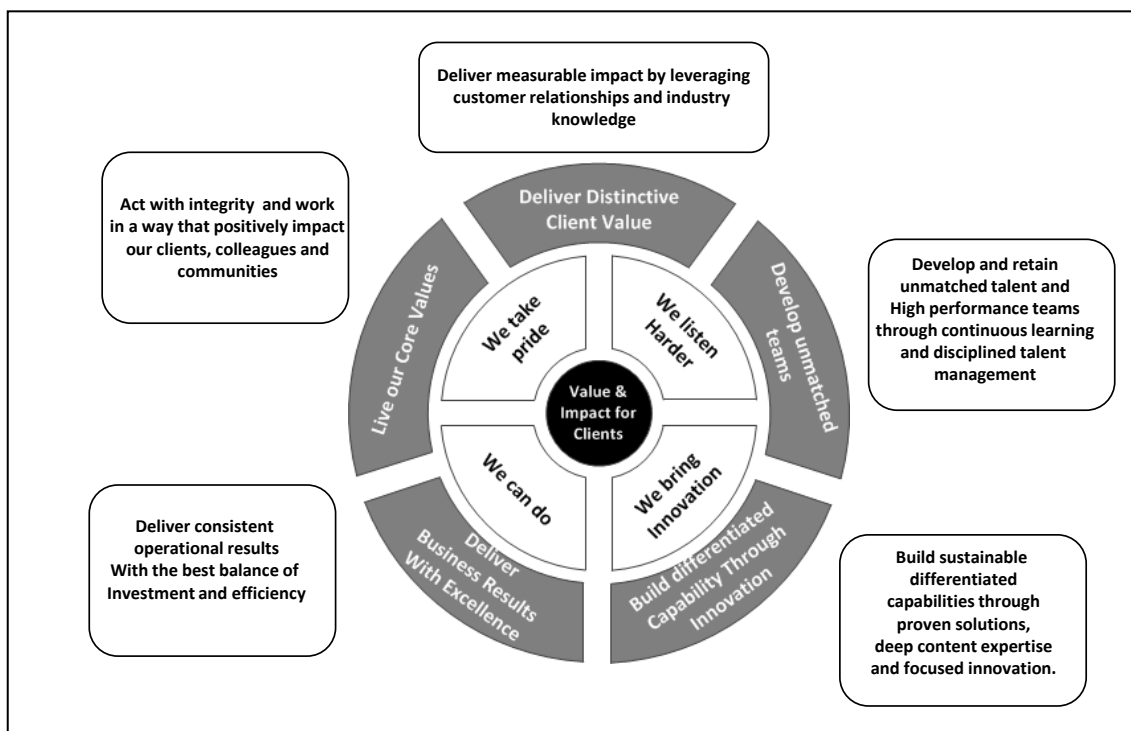 Deliver measurable impact by leveraging
customer relationships and industry
knowledge
Act with integrity and work
in a way that positively impact
our clients, colleagues and
communities
Deliver Distinctive
Client Value
Develop and retain
unmatched talent and
High performance teams
through continuous learning
and disciplined talent
management
Live our Core Values
We take
pride
We listen
Harder
Develop unmatched
teams
Value &
Impact for
Clients
We can do
We bring
Innovation
Deliver consistent
operational results
With the best balance of
Investment and efficiency
Deliver
Business Results
With Excellence
Build differentiated
Capability Through
Innovation
Build sustainable
differentiated
capabilities through
proven solutions,
deep content expertise
and focused innovation.